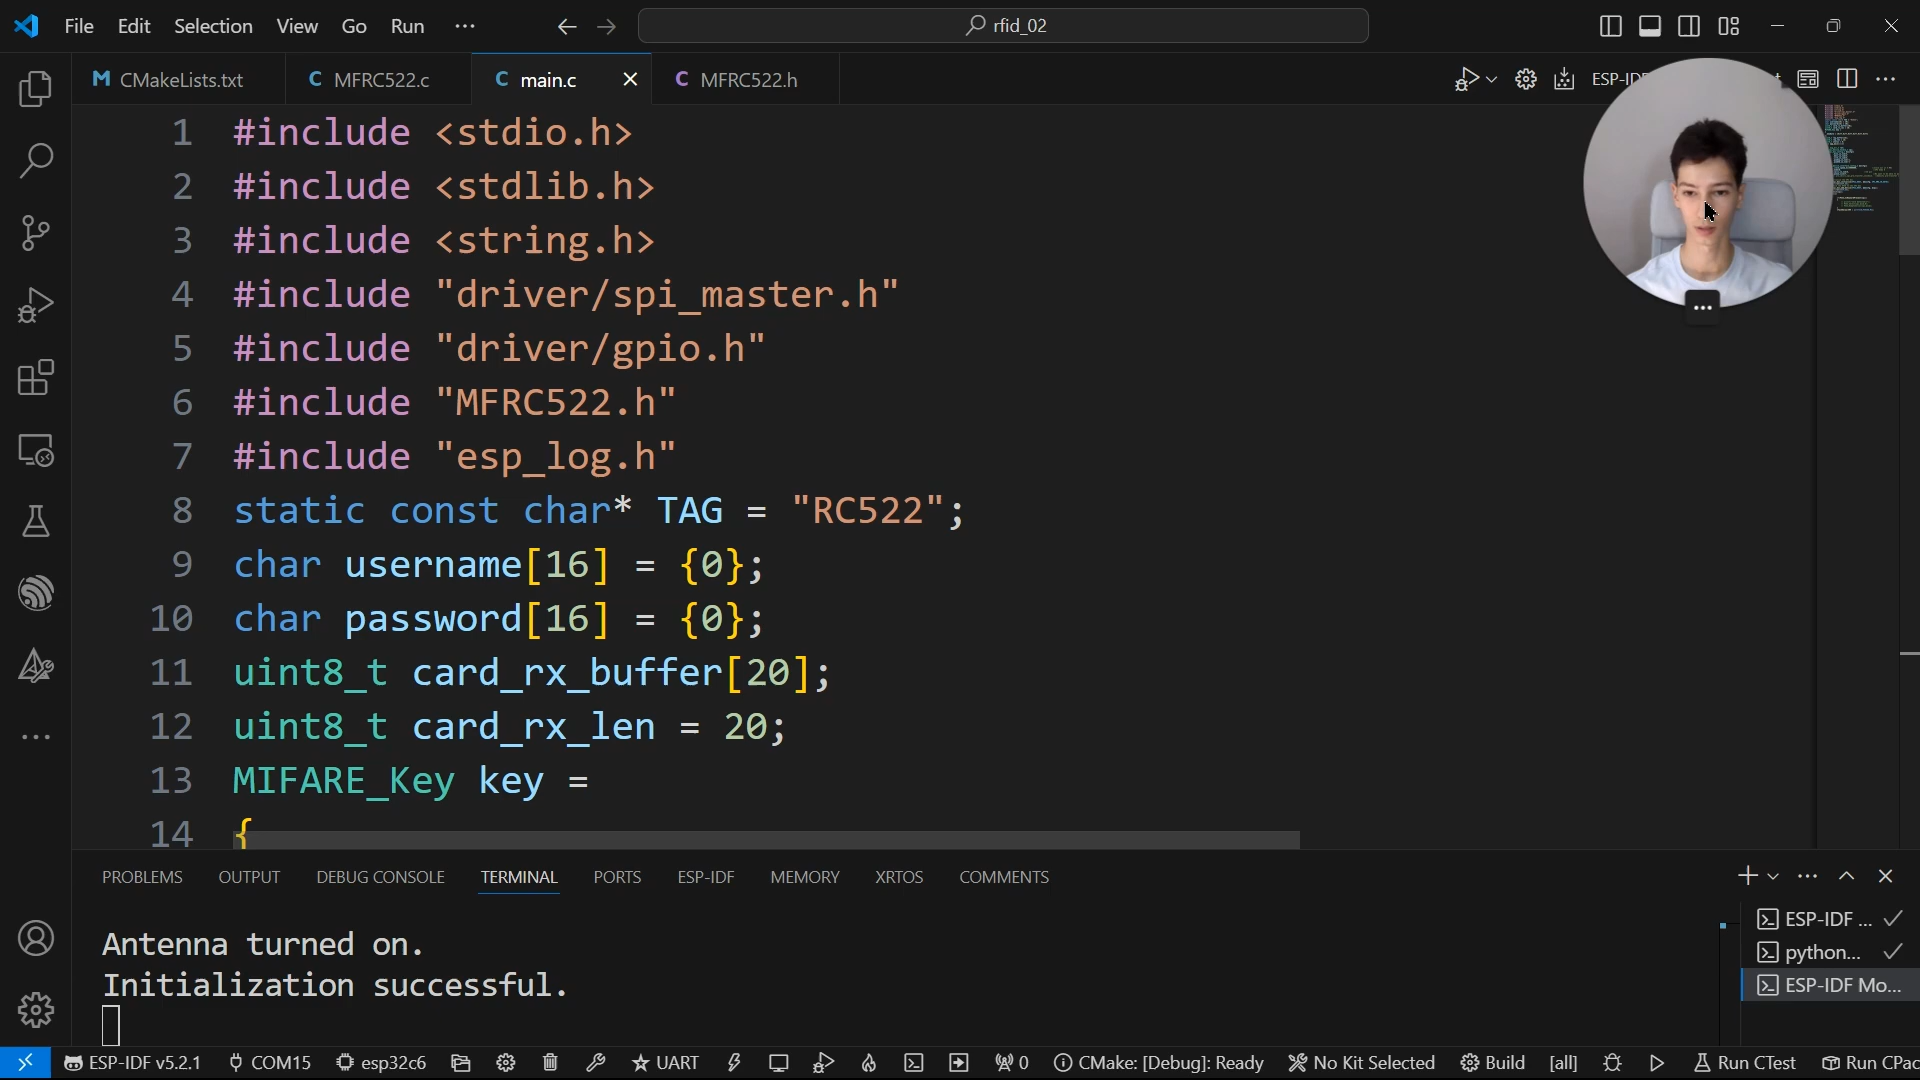 File Edit Selection View Go Run ··· rfid_02
CMakeLists.txt MFRC522.c main.c MFRC522.h
1 #include <stdio.h>
2 #include <stdlib.h>
3 #include <string.h>
4 #include "driver/spi_master.h"
5 #include "driver/gpio.h"
6 #include "MFRC522.h"
7 #include "esp_log.h"
8 static const char* TAG = "RC522";
9 char username[16] = {0};
10 char password[16] = {0};
11 uint8_t card_rx_buffer[20];
12 uint8_t card_rx_len = 20;
13 MIFARE_Key key =
14 {
PROBLEMS OUTPUT DEBUG CONSOLE TERMINAL PORTS ESP-IDF MEMORY XRTOS COMMENTS
Antenna turned on.
Initialization successful.
ESP-IDF ...
python...
ESP-IDF Mo...
ESP-IDF v5.2.1 COM15 esp32c6 UART 0 CMake: [Debug]: Ready No Kit Selected Build [all] Run CTest Run CPac